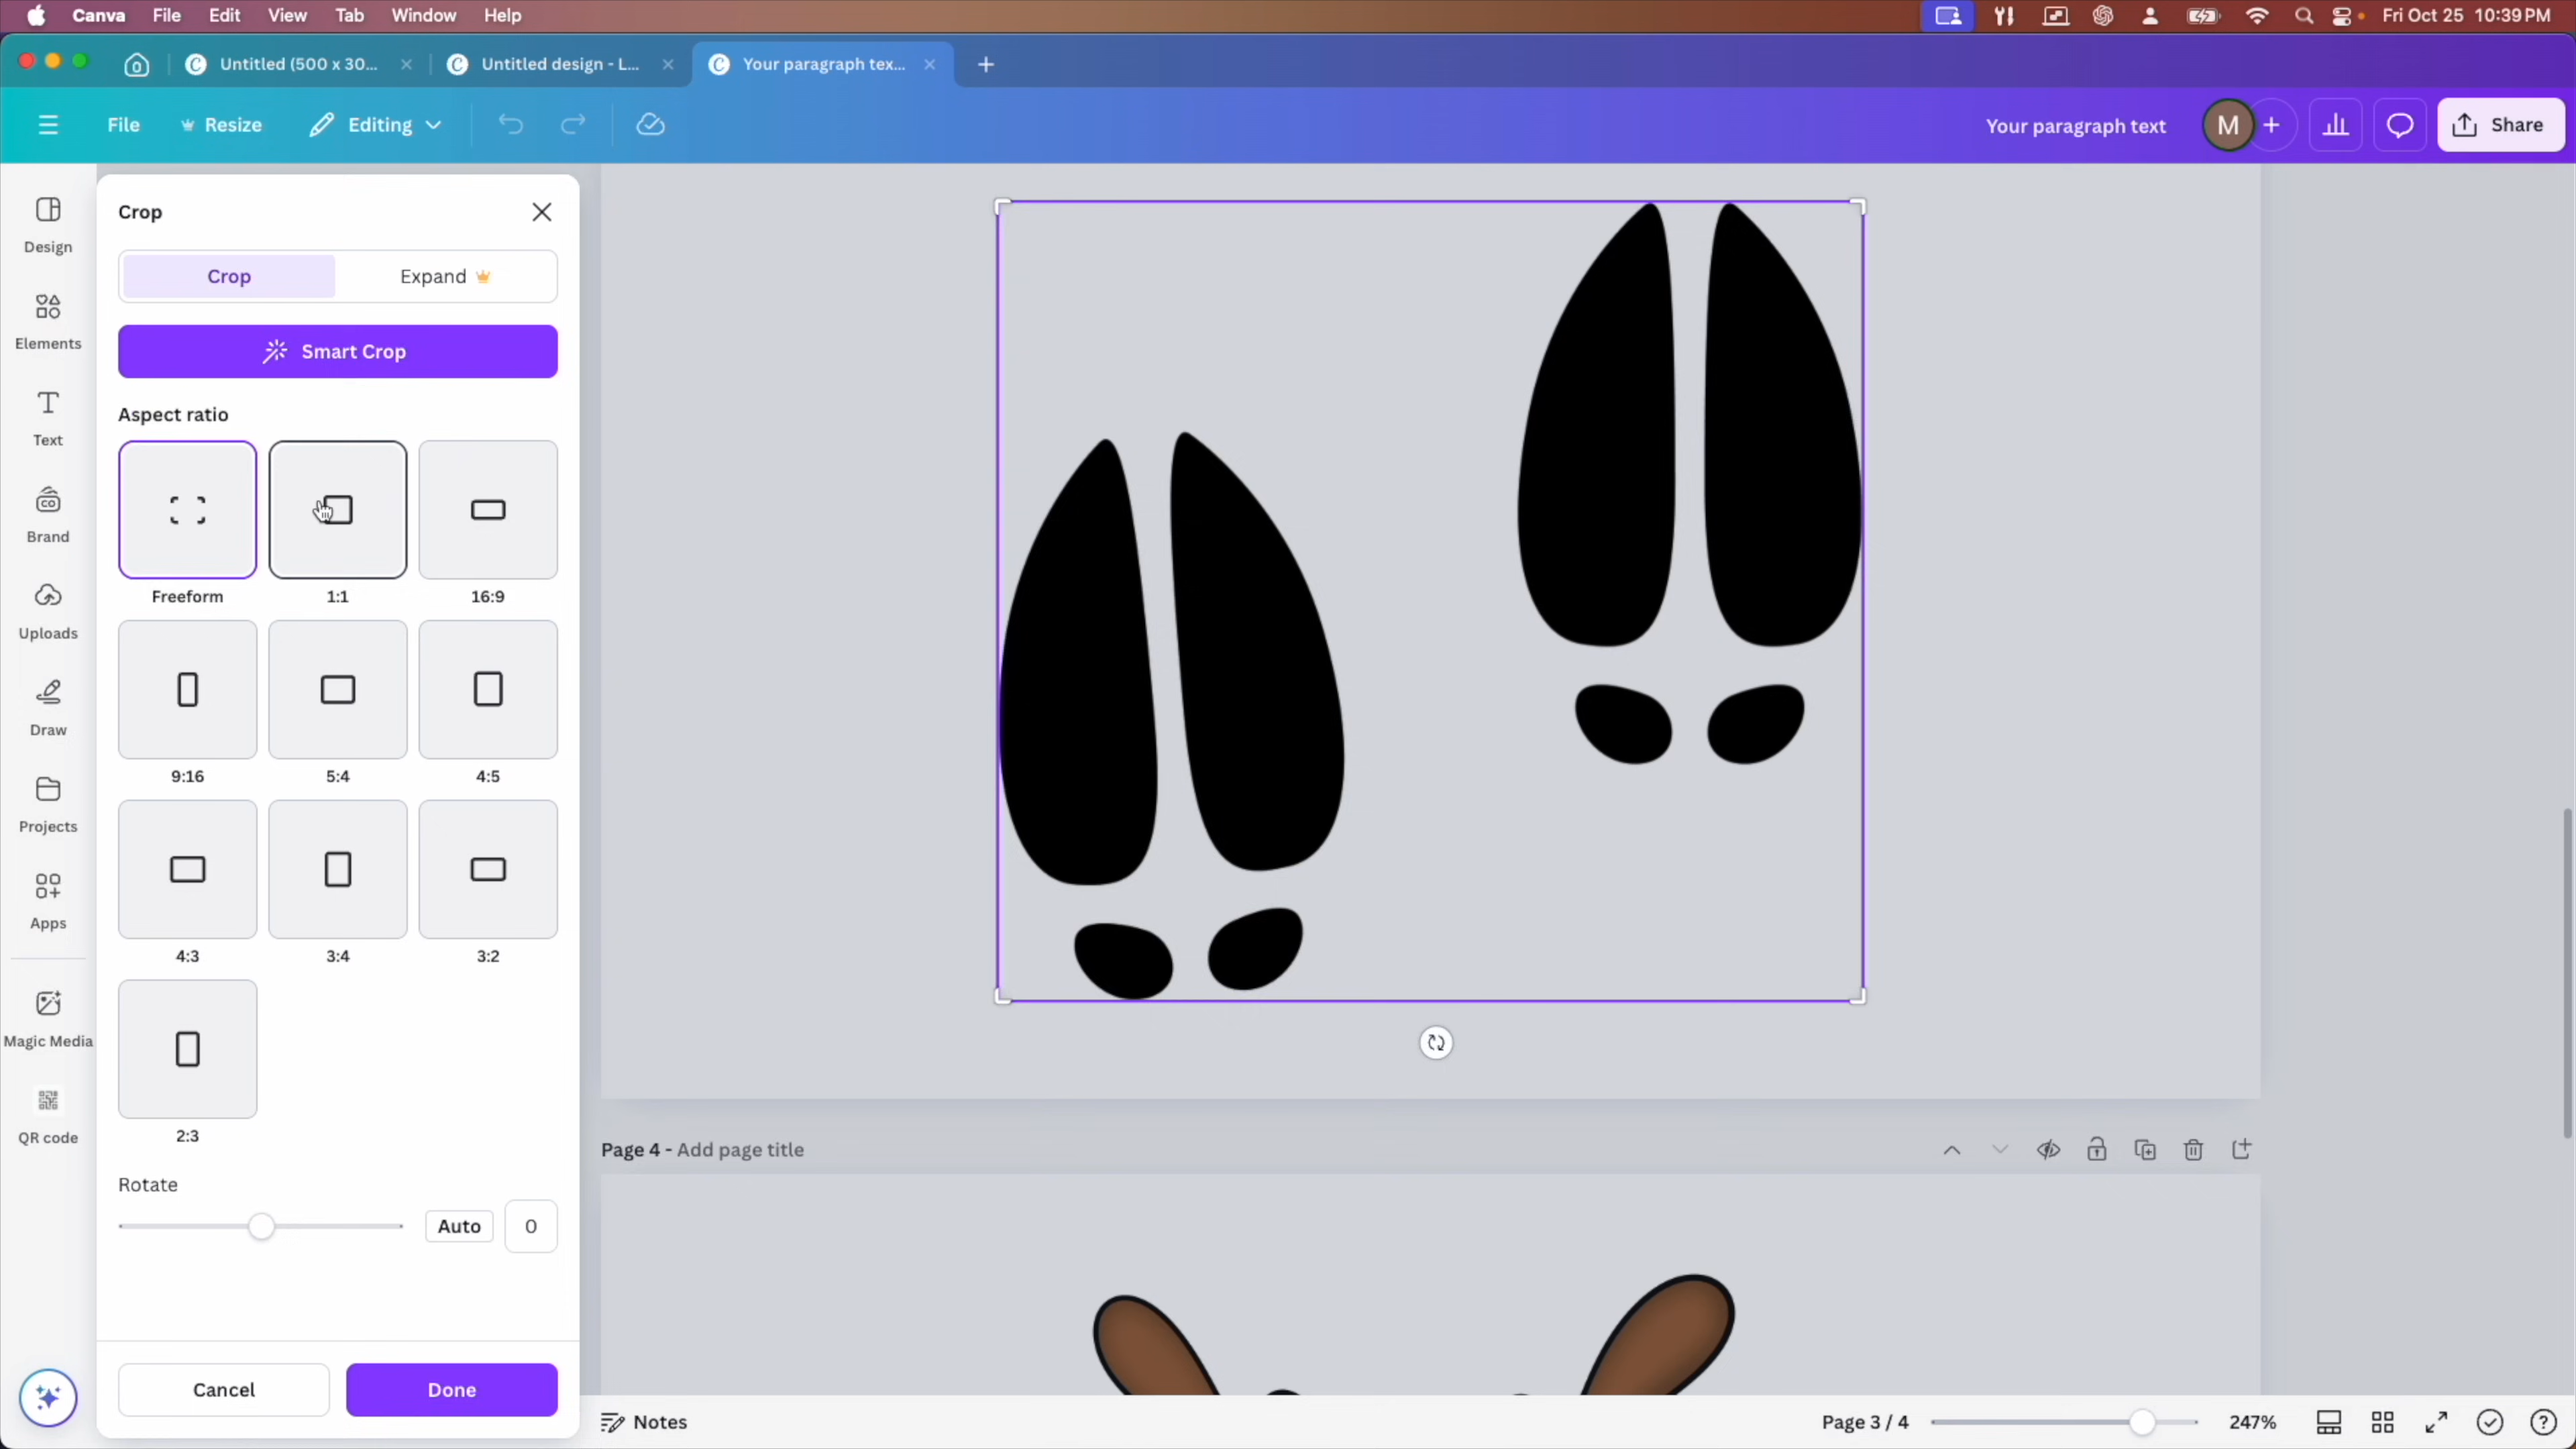 Canva File Edit View Tab Window Help Fri Oct 25 10:39 PM
Untitled (500 x 30... Untitled design - L... Your paragraph tex...
File Resize Editing Your paragraph text M Share
Design
Elements
Text
Brand
Uploads
Draw
Projects
Apps
Magic Media
QR code
Crop
Crop Expand
Smart Crop
Aspect ratio
Freeform 1:1 16:9
9:16 5:4 4:5
4:3 3:4 3:2
2:3
Rotate
Auto 0
Cancel Done
Page 4 - Add page title
Notes Page 3 / 4 247%